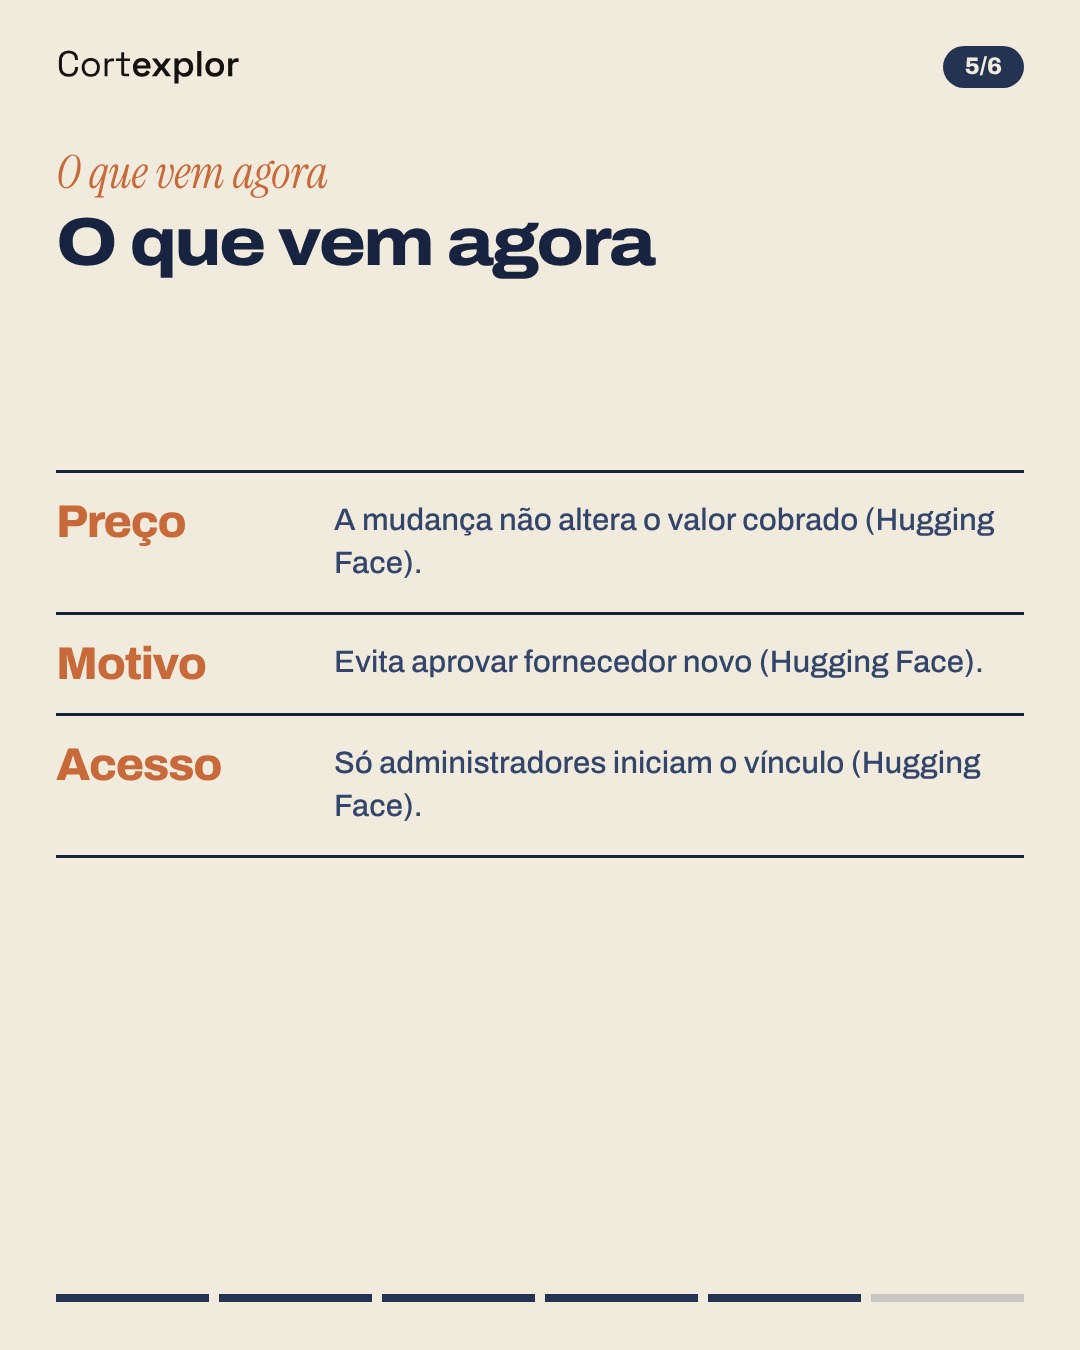 Cortexplor
5/6
O que vem agora
O que vem agora
Preço
A mudança não altera o valor cobrado (Hugging
Face).
Motivo
Evita aprovar fornecedor novo (Hugging Face).
Acesso
Só administradores iniciam o vínculo (Hugging
Face).